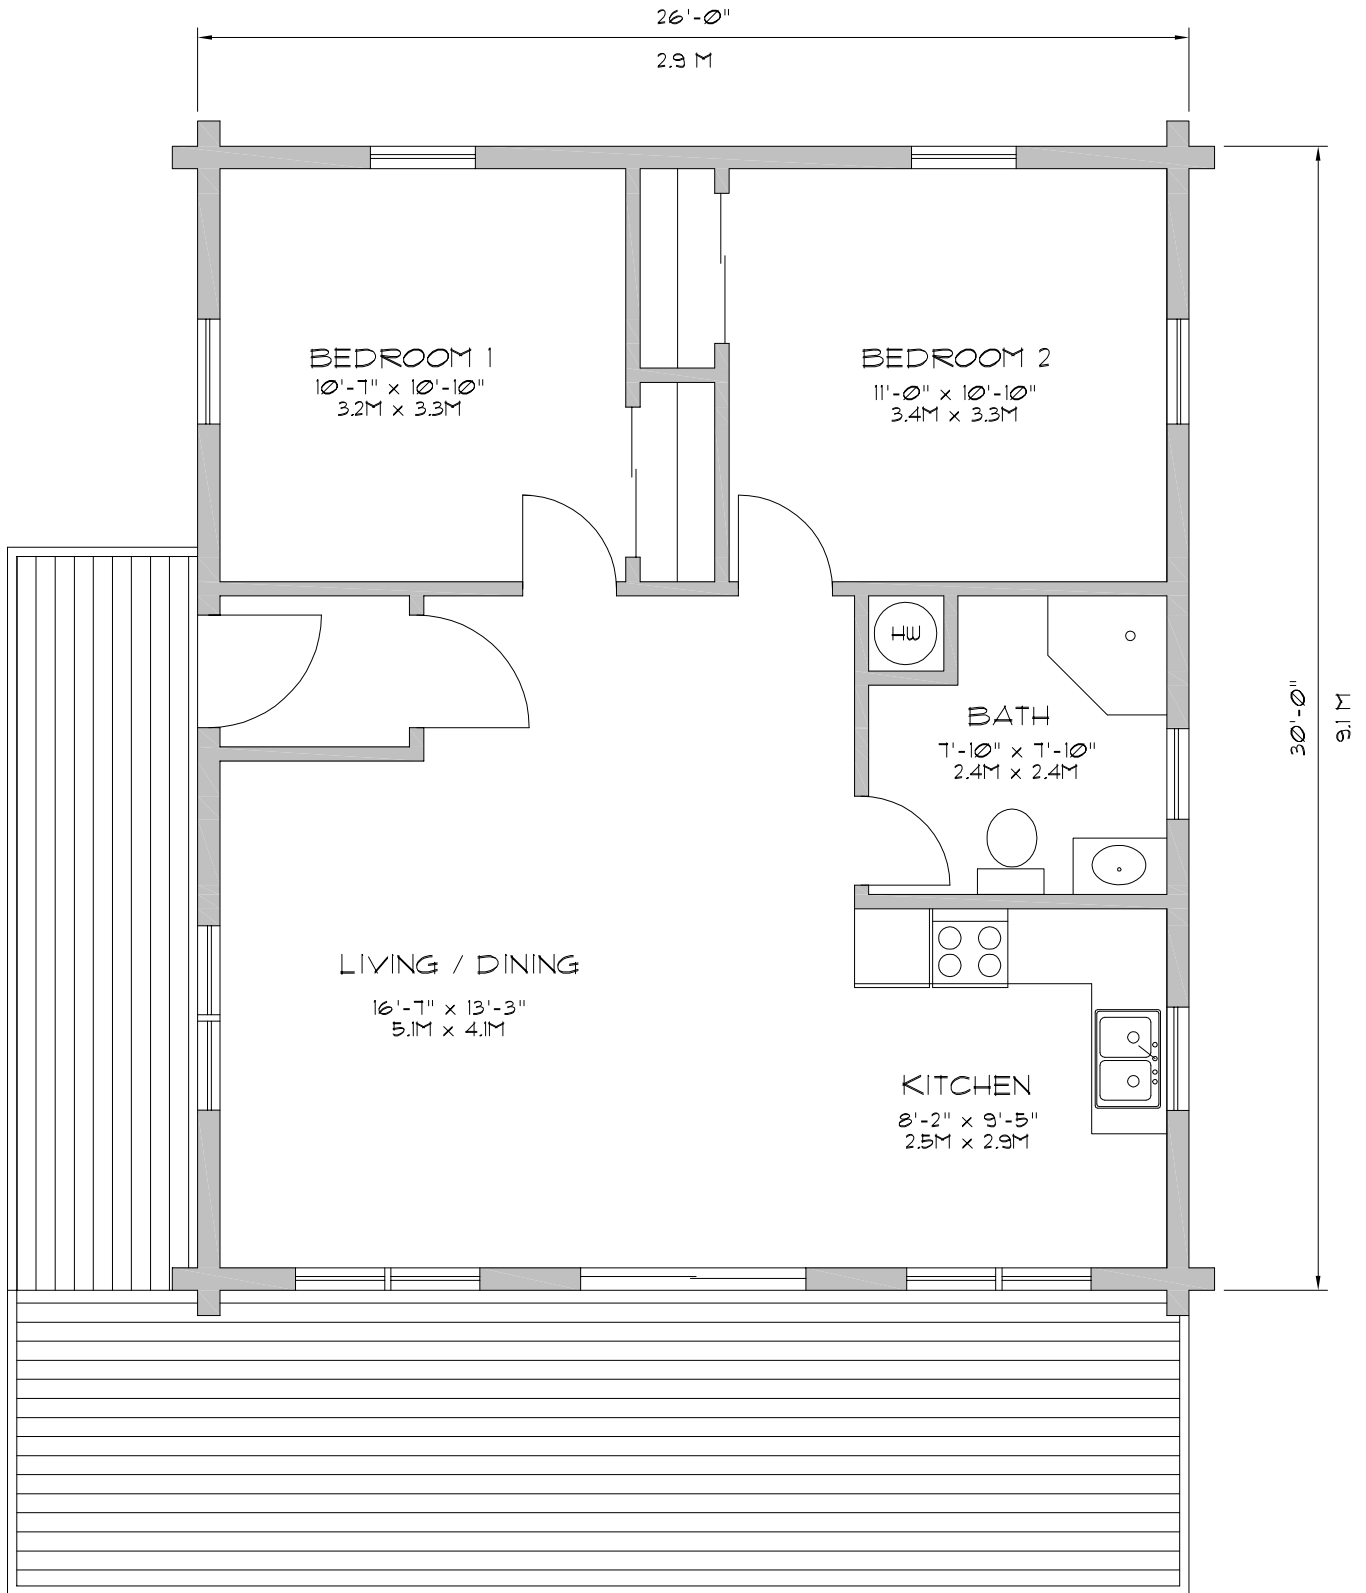 26'-0"
2.9 M
BEDROOM 1
10'-7" x 10'-10"
3.2M x 3.3M
BEDROOM 2
11'-0" x 10'-10"
3.4M x 3.3M
HW
BATH
7'-10" x 7'-10"
2.4M x 2.4M
30'-0"
9.1 M
LIVING / DINING
16'-7" x 13'-3"
5.1M x 4.1M
KITCHEN
8'-2" x 9'-5"
2.5M x 2.9M